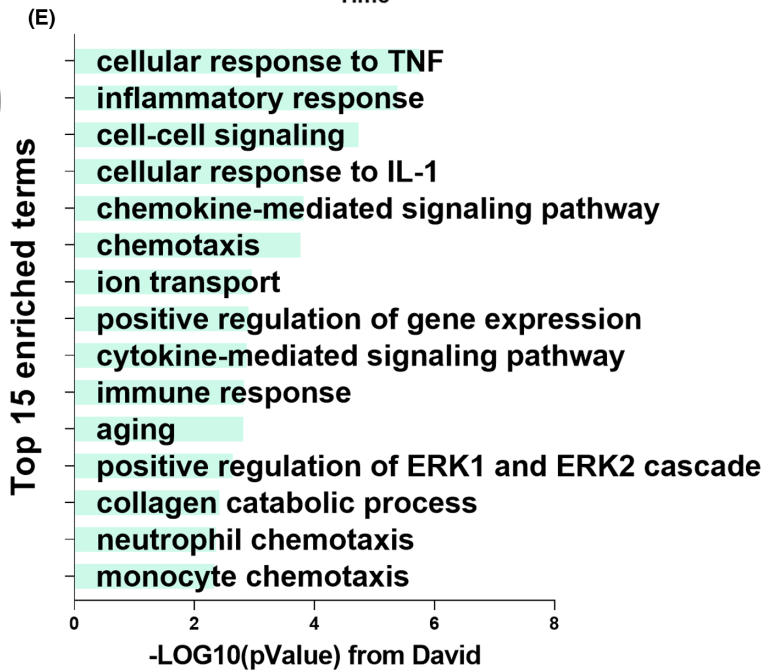 (E)
Top 15 enriched terms
cellular response to TNF
inflammatory response
cell-cell signaling
cellular response to IL-1
chemokine-mediated signaling pathway
chemotaxis
ion transport
positive regulation of gene expression
cytokine-mediated signaling pathway
immune response
aging
positive regulation of ERK1 and ERK2 cascade
collagen catabolic process
neutrophil chemotaxis
monocyte chemotaxis
0 2 4 6 8
-LOG10(pValue) from David